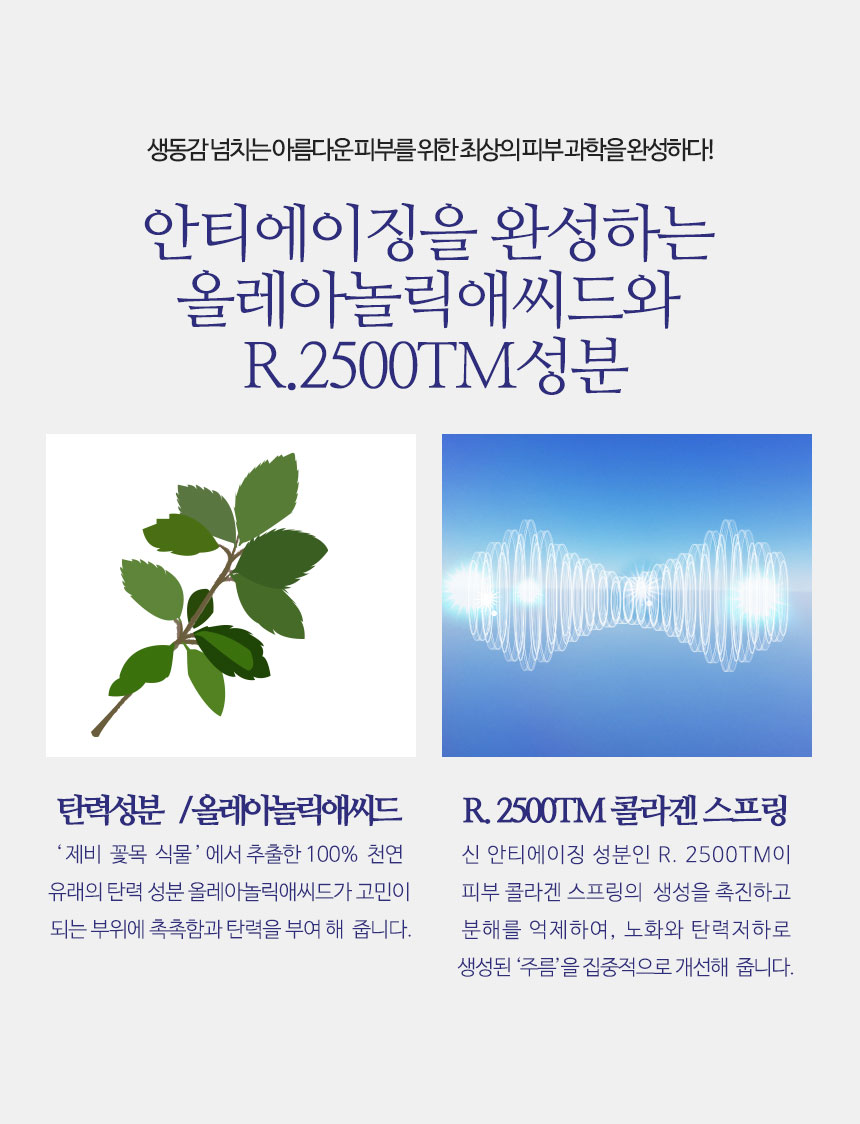 생동감 넘치는 아름다운 피부를 위한 최상의 피부 과학을 완성하다!
안티에이징을 완성하는
올레아놀릭애씨드와
R.2500TM성분
탄력성분 /올레아놀릭애씨드
‘제비 꽃목 식물’에서 추출한 100% 천연
유래의 탄력 성분 올레아놀릭애씨드가 고민이
되는 부위에 촉촉함과 탄력을 부여 해 줍니다.
R. 2500TM 콜라겐 스프링
신 안티에이징 성분인 R. 2500TM이
피부 콜라겐 스프링의 생성을 촉진하고
분해를 억제하여, 노화와 탄력저하로
생성된 ‘주름’을 집중적으로 개선해 줍니다.